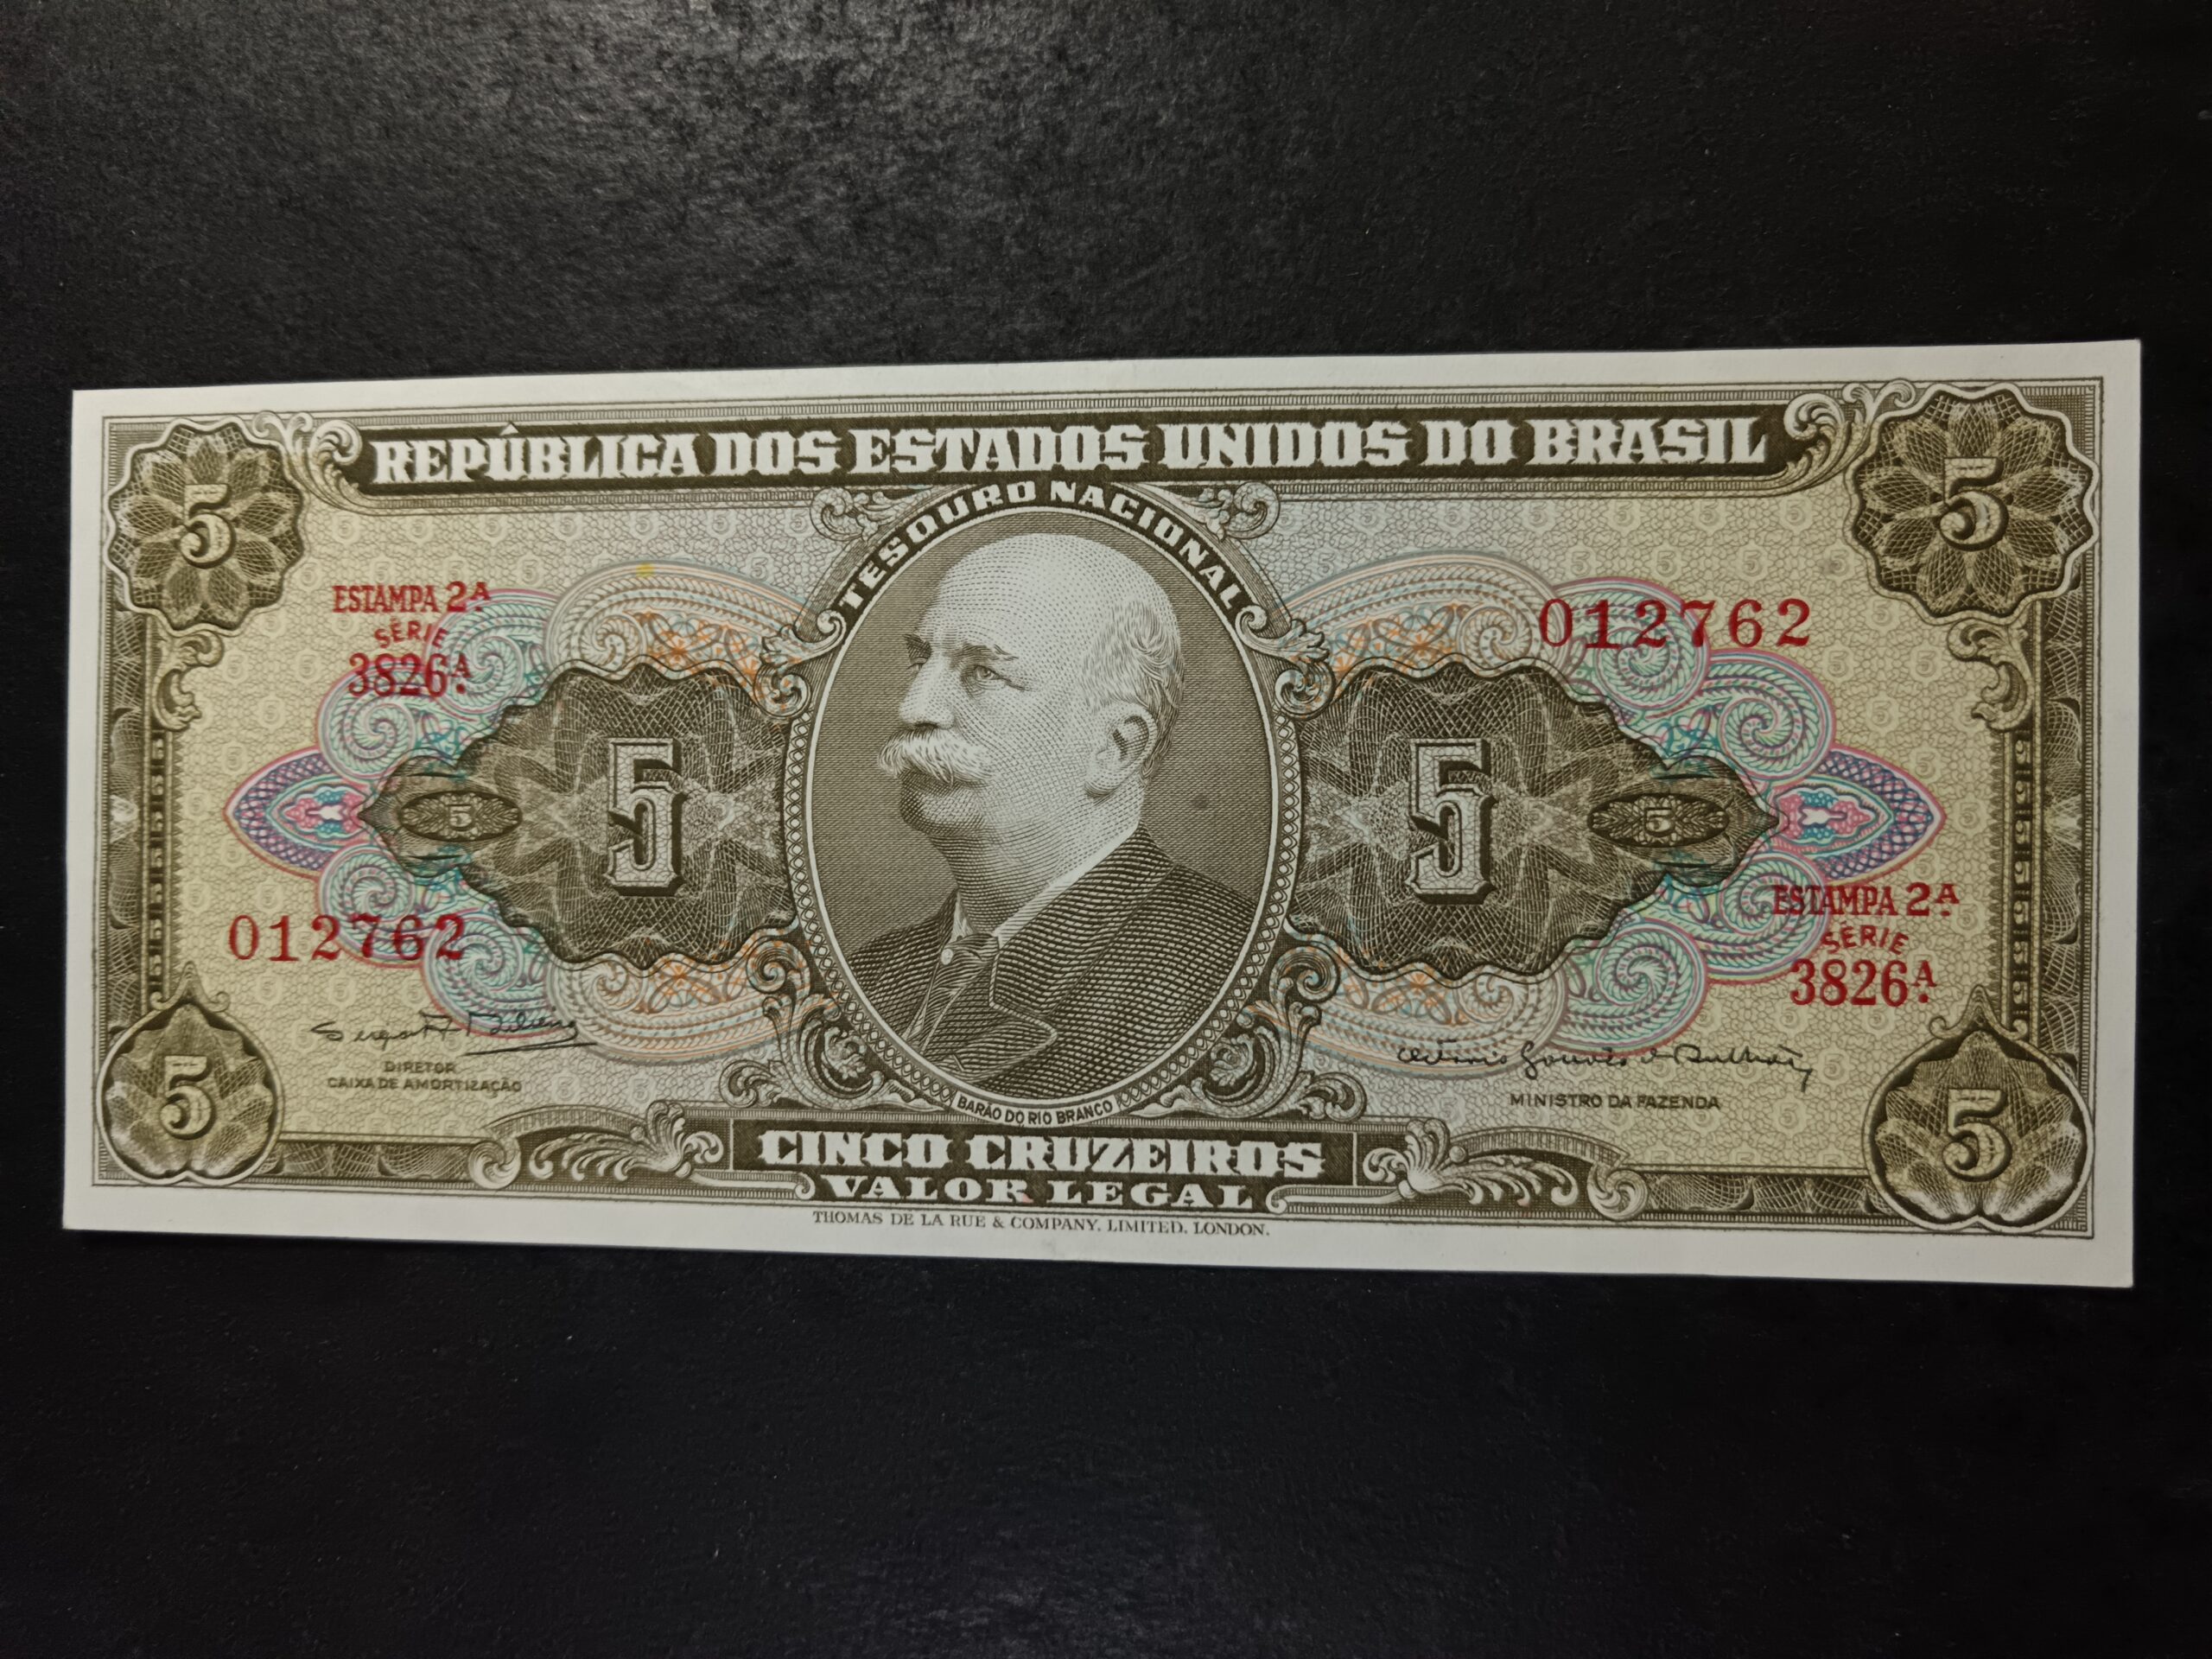 REPÚBLICA DOS ESTADOS UNIDOS DO BRASIL
TESOURO NACIONAL
5
5
ESTAMPA 2ª
SÉRIE
3826ª
012762
5
5
5
5
012762
ESTAMPA 2ª
SÉRIE
3826ª
DIRETOR
CAIXA DE AMORTIZAÇÃO
MINISTRO DA FAZENDA
BARÃO DO RIO BRANCO
5
5
CINCO CRUZEIROS
VALOR LEGAL
THOMAS DE LA RUE & COMPANY, LIMITED, LONDON.